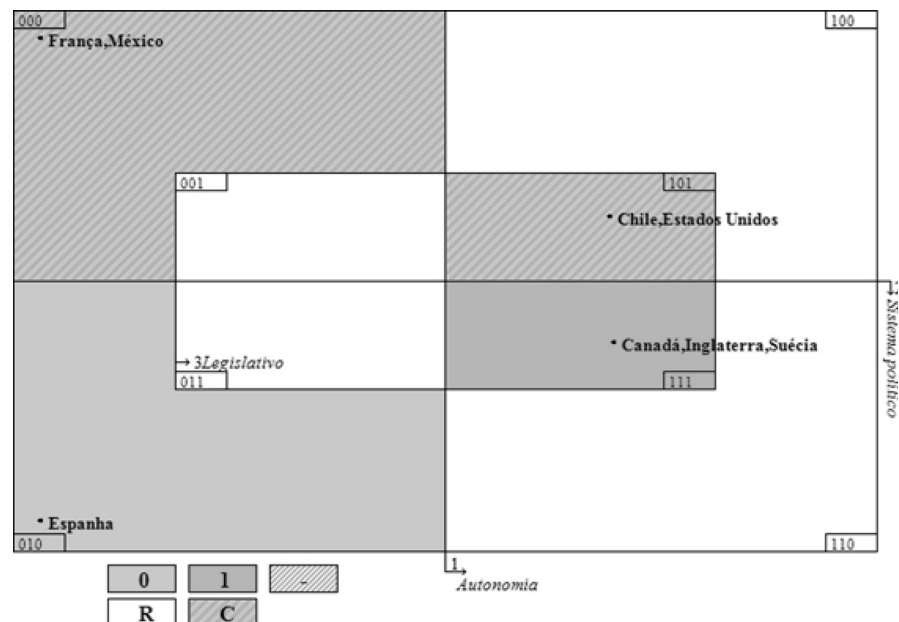 000
100
França,México
001
101
Chile,Estados Unidos
2
Sistema político
Canadá,Inglaterra,Suécia
3Legislativo
011
111
Espanha
010
110
1
Autonomia
0 1 -
R C